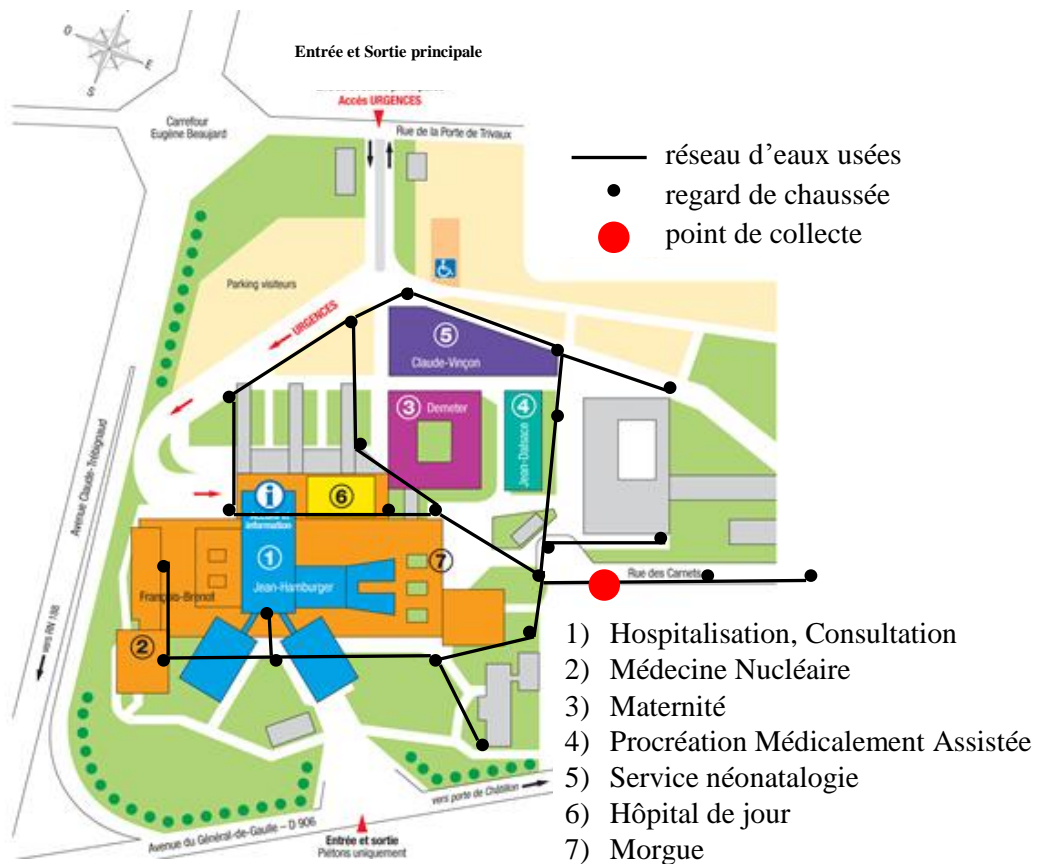 O
E
S
Entrée et Sortie principale
Accès URGENCES
Carrefour
Eugène Beaujard
Rue de la Porte de Trivaux
réseau d'eaux usées
regard de chaussée
point de collecte
Parking visiteurs
URGENCES
5
Claude-Vinçon
3 Demeter
4
Jean-Dalsace
Avenue Claude-Trébignaud
i
information
6
1
7
Jean-Hamburger
François-Brenot
Rue des Carnets
2
vers RN 188
1) Hospitalisation, Consultation
2) Médecine Nucléaire
3) Maternité
4) Procréation Médicalement Assistée
5) Service néonatalogie
6) Hôpital de jour
7) Morgue
vers porte de Châtillon
Avenue du Général-de-Gaulle – D 906
Entrée et sortie
Piétons uniquement